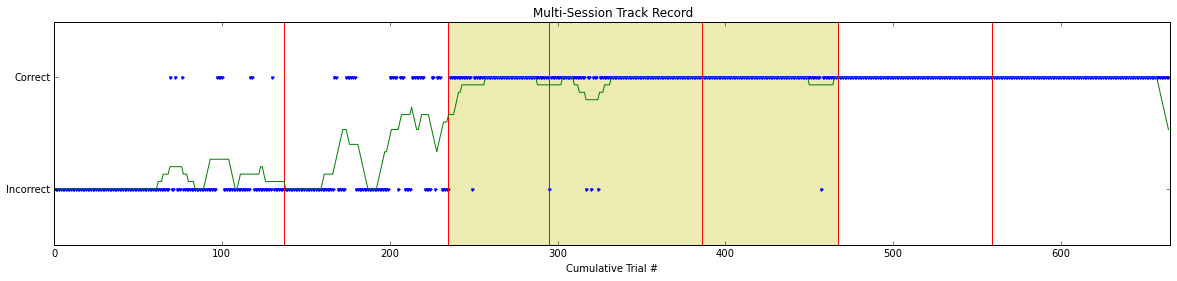 Multi-Session Track Record
Correct
Incorrect
0 100 200 300 400 500 600
Cumulative Trial #